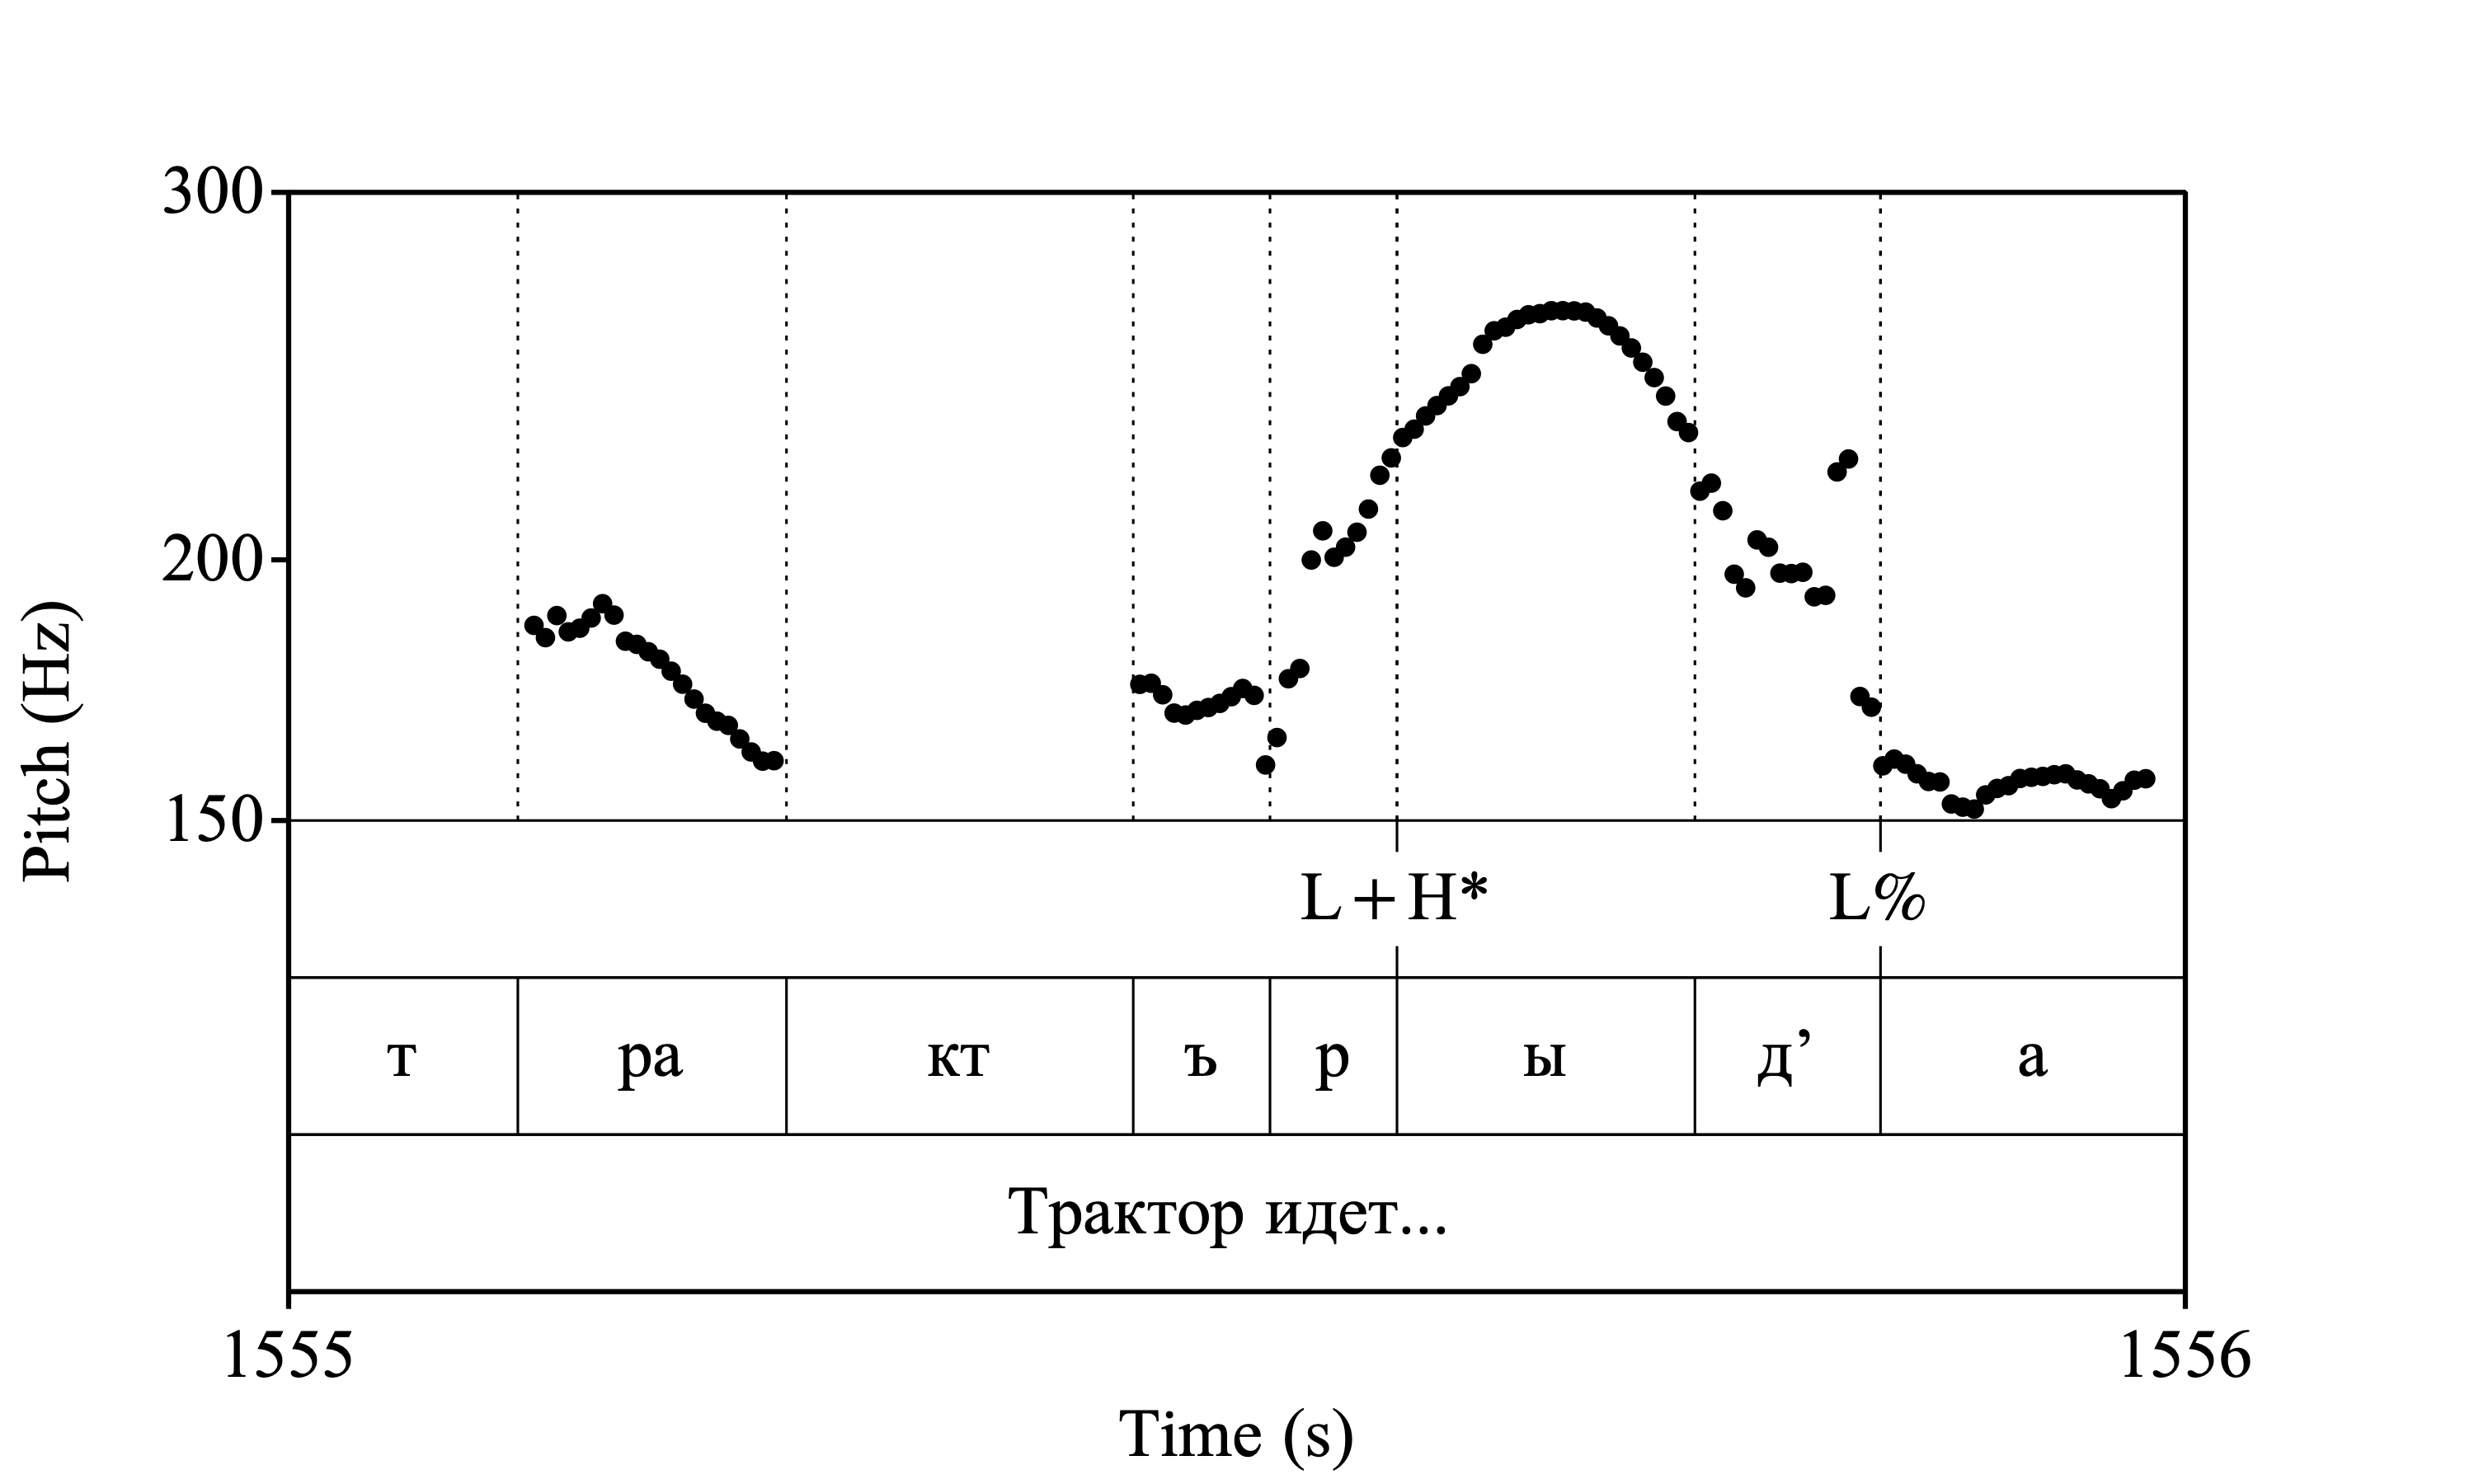 300
200
150
Pitch (Hz)
L+H* L%
т ра кт ъ р ы д’ а
Трактор идет...
1555 1556
Time (s)